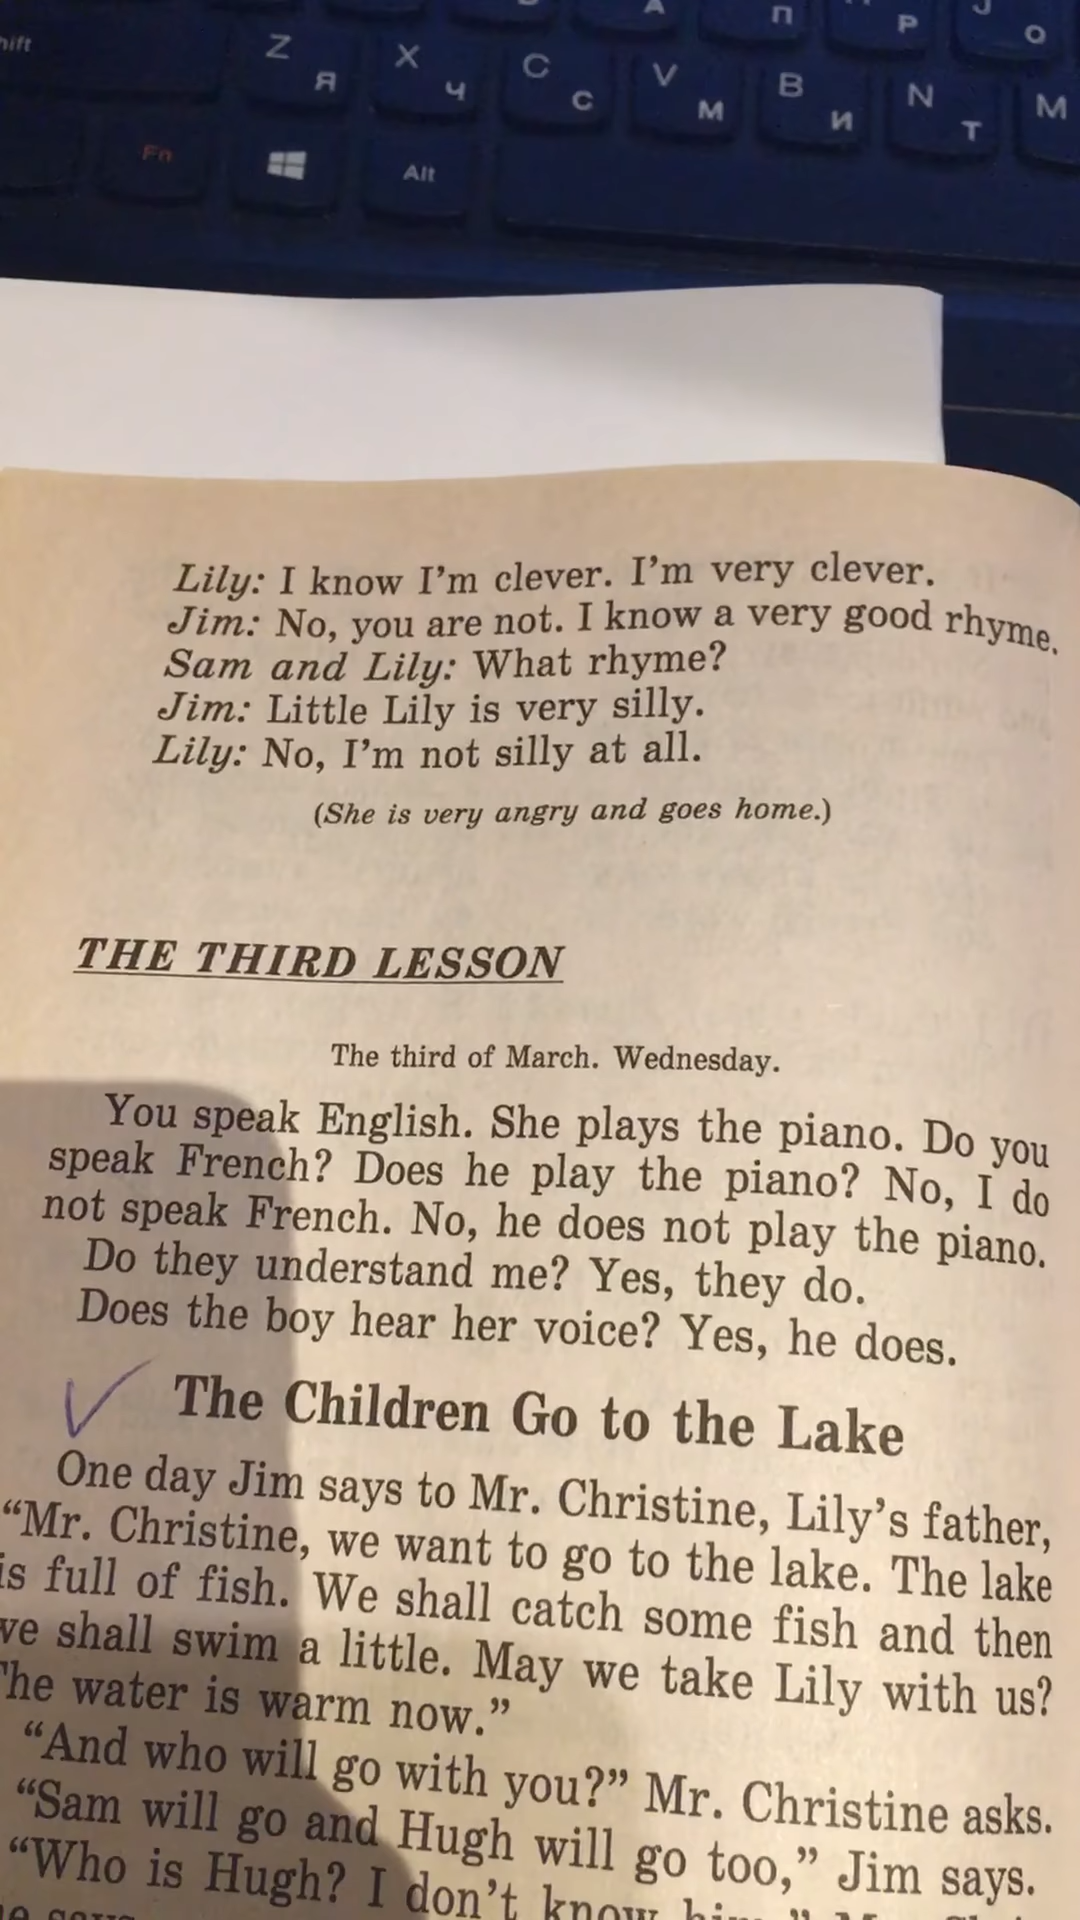 П Р J О
Z Я X Ч C С V М B И N Т M
Fn Alt
Lily: I know I'm clever. I'm very clever.
Jim: No, you are not. I know a very good rhyme.
Sam and Lily: What rhyme?
Jim: Little Lily is very silly.
Lily: No, I'm not silly at all.
(She is very angry and goes home.)
THE THIRD LESSON
The third of March. Wednesday.
You speak English. She plays the piano. Do you
speak French? Does he play the piano? No, I do
not speak French. No, he does not play the piano.
Do they understand me? Yes, they do.
Does the boy hear her voice? Yes, he does.
The Children Go to the Lake
One day Jim says to Mr. Christine, Lily's father,
“Mr. Christine, we want to go to the lake. The lake
is full of fish. We shall catch some fish and then
we shall swim a little. May we take Lily with us?
The water is warm now.”
“And who will go with you?” Mr. Christine asks.
“Sam will go and Hugh will go too,” Jim says.
“Who is Hugh? I don't know him,”